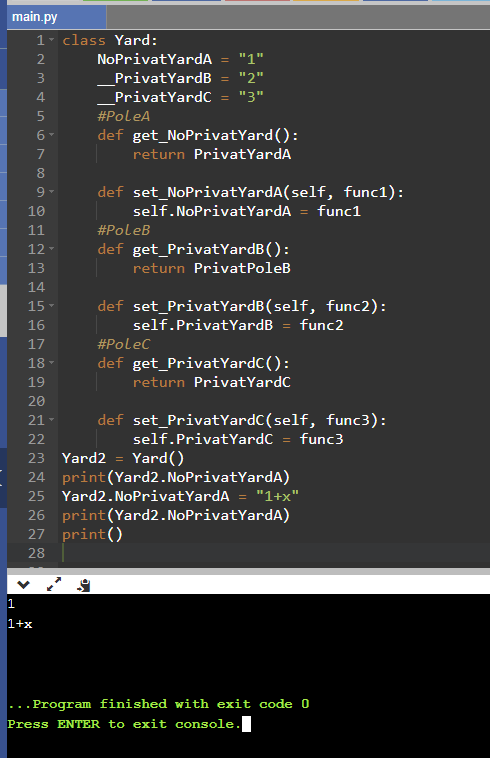 main.py
1 class Yard:
2     NoPrivatYardA = "1"
3     __PrivatYardB = "2"
4     __PrivatYardC = "3"
5     #PoleA
6     def get_NoPrivatYard():
7         return PrivatYardA
8
9     def set_NoPrivatYardA(self, func1):
10         self.NoPrivatYardA = func1
11     #PoleB
12     def get_PrivatYardB():
13         return PrivatPoleB
14
15     def set_PrivatYardB(self, func2):
16         self.PrivatYardB = func2
17     #PoleC
18     def get_PrivatYardC():
19         return PrivatYardC
20
21     def set_PrivatYardC(self, func3):
22         self.PrivatYardC = func3
23 Yard2 = Yard()
24 print(Yard2.NoPrivatYardA)
25 Yard2.NoPrivatYardA = "1+x"
26 print(Yard2.NoPrivatYardA)
27 print()
28
1
1+x
...Program finished with exit code 0
Press ENTER to exit console.